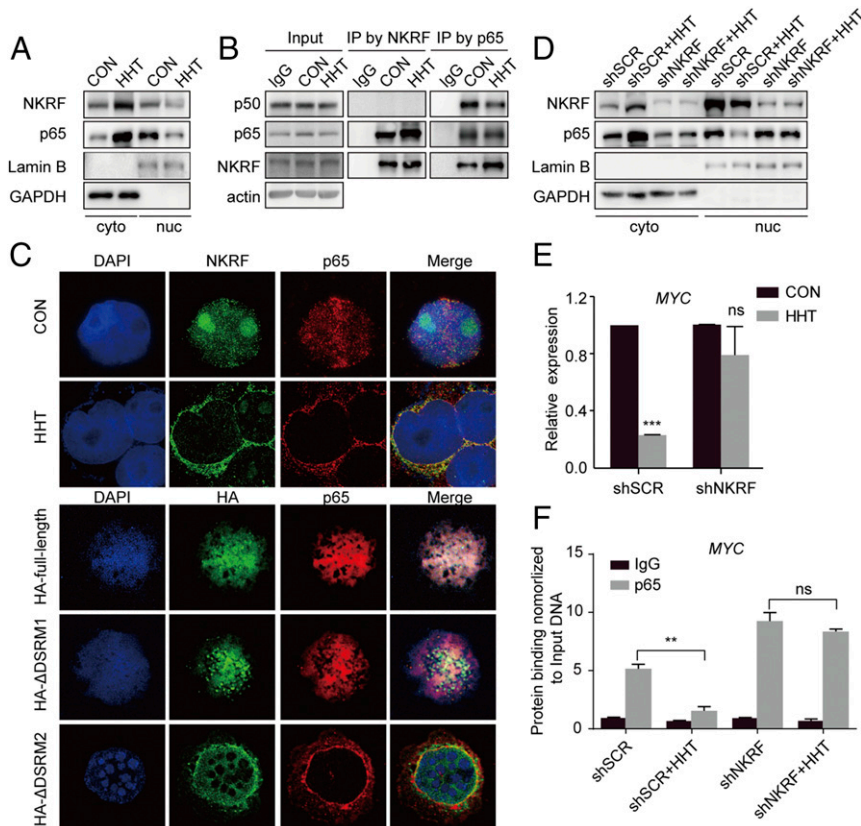 A
CON
HHT
CON
HHT
NKRF
p65
Lamin B
GAPDH
cyto
nuc
B
Input
IP by NKRF
IP by p65
IgG
CON
HHT
IgG
CON
HHT
IgG
CON
HHT
p50
p65
NKRF
actin
D
shSCR
shSCR+HHT
shNKRF
shNKRF+HHT
shSCR
shSCR+HHT
shNKRF
shNKRF+HHT
NKRF
p65
Lamin B
GAPDH
cyto
nuc
C
DAPI
NKRF
p65
Merge
CON
HHT
DAPI
HA
p65
Merge
HA-full-length
HA-ΔDSRM1
HA-ΔDSRM2
E
MYC
CON
HHT
Relative expression
1.2
0.8
0.4
0.0
***
ns
shSCR
shNKRF
F
MYC
IgG
p65
Protein binding nomorlized
to Input DNA
15
10
5
0
**
ns
shSCR
shSCR+HHT
shNKRF
shNKRF+HHT